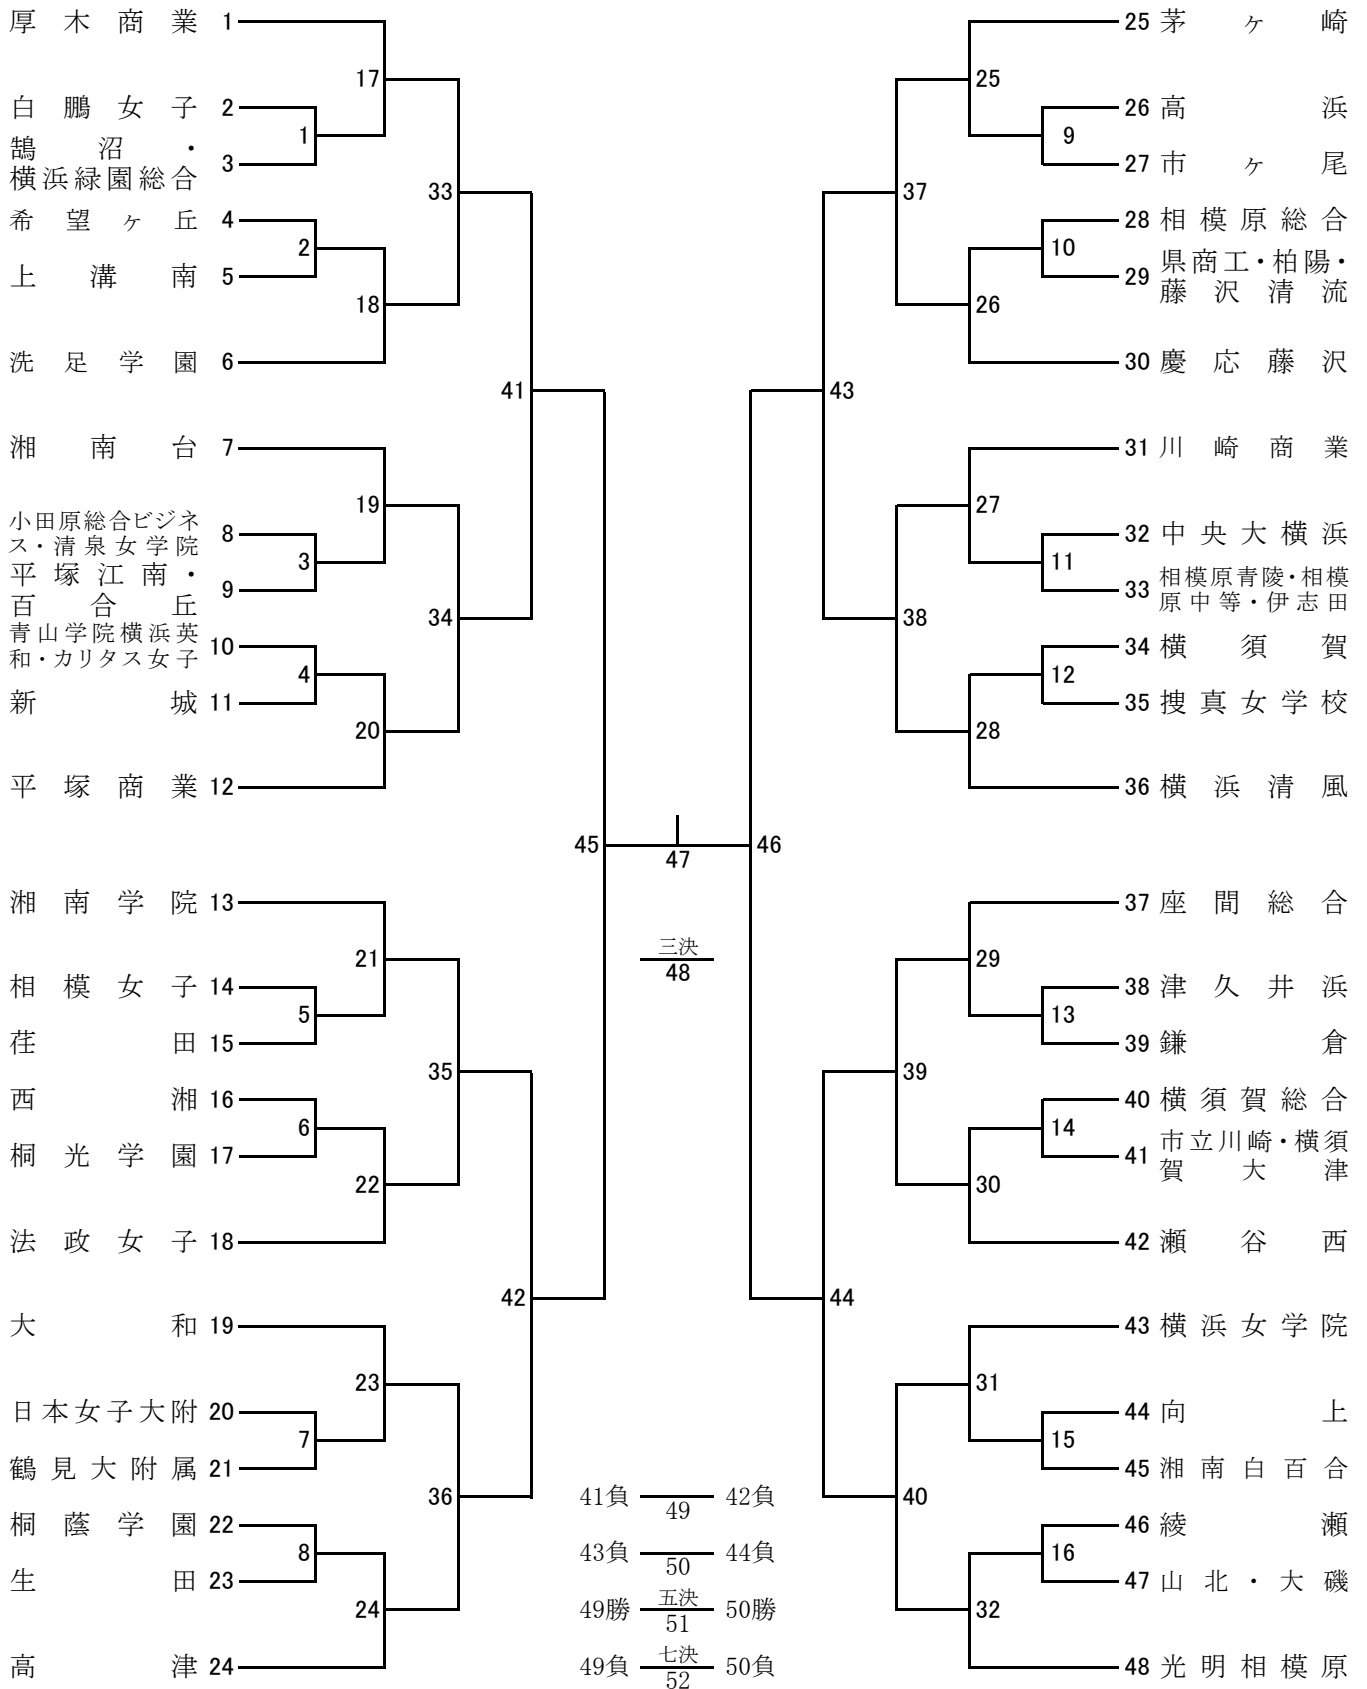 厚木商業 1
17
白鵬女子 2
1
鵠沼・
横浜緑園総合 3
33
希望ヶ丘 4
2
上溝南 5
18
洗足学園 6
41
湘南台 7
19
小田原総合ビジネ
ス・清泉女学院 8
3
平塚江南・
百合丘 9
34
青山学院横浜英
和・カリタス女子 10
4
新城 11
20
平塚商業 12
45
湘南学院 13
21
相模女子 14
5
荏田 15
35
西湘 16
6
桐光学園 17
22
法政女子 18
42
大和 19
23
日本女子大附 20
7
鶴見大附属 21
36
桐蔭学園 22
8
生田 23
24
高津 24
47
三決
48
41負 49 42負
43負 50 44負
49勝 五決 51 50勝
49負 七決 52 50負
25 茅ヶ崎
25
26 高浜
9
27 市ヶ尾
37
28 相模原総合
10
29 県商工・柏陽・
藤沢清流
26
30 慶応藤沢
43
31 川崎商業
27
32 中央大横浜
11
33 相模原青陵・相模
原中等・伊志田
38
34 横須賀
12
35 捜真女学校
28
36 横浜清風
46
37 座間総合
29
38 津久井浜
13
39 鎌倉
39
40 横須賀総合
14
41 市立川崎・横須
賀大津
30
42 瀬谷西
44
43 横浜女学院
31
44 向上
15
45 湘南白百合
40
46 綾瀬
16
47 山北・大磯
32
48 光明相模原